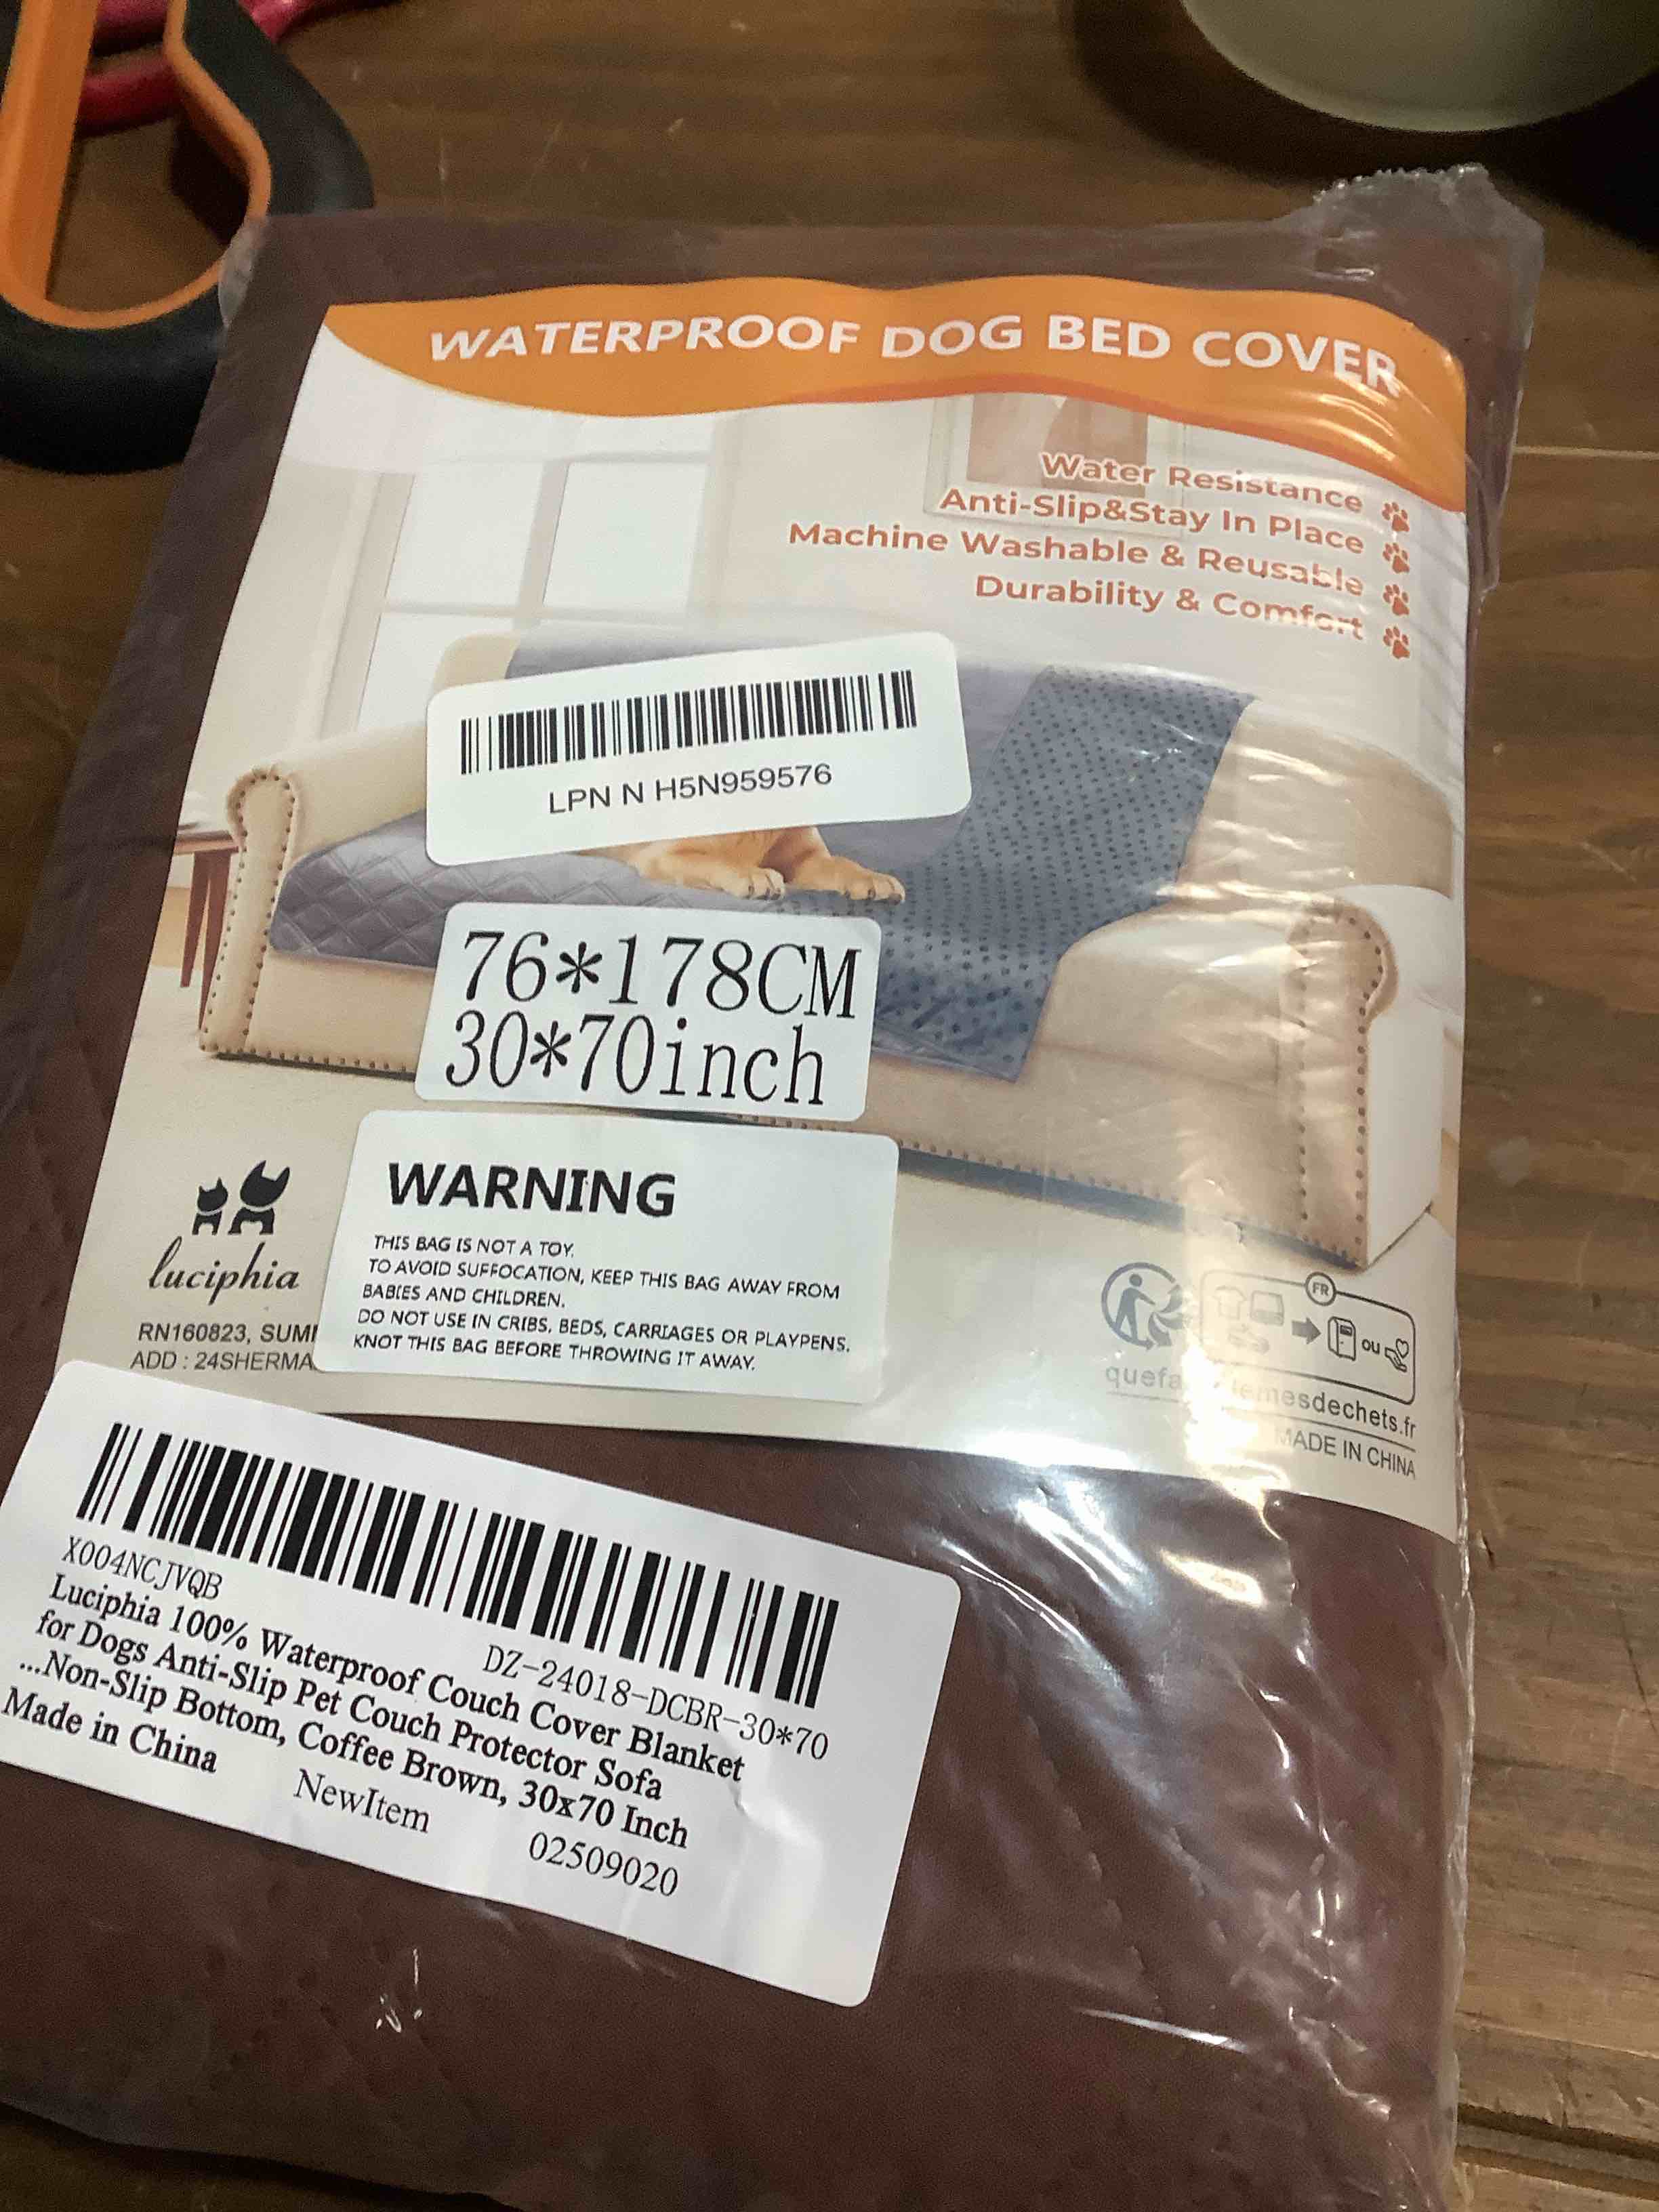 WATERPROOF DOG BED COVER
Water Resistance
Anti-Slip&Stay In Place
Machine Washable & Reusable
Durability & Comfort
LPN N H5N959576
76*178CM
30*70inch
WARNING
THIS BAG IS NOT A TOY.
TO AVOID SUFFOCATION, KEEP THIS BAG AWAY FROM
BABIES AND CHILDREN.
DO NOT USE IN CRIBS, BEDS, CARRIAGES OR PLAYPENS.
KNOT THIS BAG BEFORE THROWING IT AWAY.
luciphia
RN160823,
ADD :
FR
ou
MADE IN CHINA
X004NCJVQB
DZ-24018-DCBR-30*70
Luciphia 100% Waterproof Couch Cover Blanket
for Dogs Anti-Slip Pet Couch Protector Sofa
...Non-Slip Bottom, Coffee Brown, 30x70 Inch
Made in China
NewItem
02509020